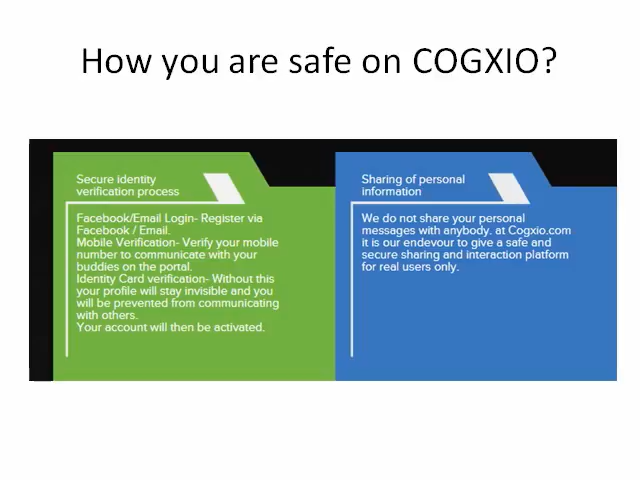 How you are safe on COGXIO?
Secure identity
verification process
Facebook/Email Login- Register via
Facebook / Email.
Mobile Verification- Verify your mobile
number to communicate with your
buddies on the portal.
Identity Card verification- Without this
your profile will stay invisible and you
will be prevented from communicating
with others.
Your account will then be activated.
Sharing of personal
information
We do not share your personal
messages with anybody. at Cogxio.com
it is our endevour to give a safe and
secure sharing and interaction platform
for real users only.